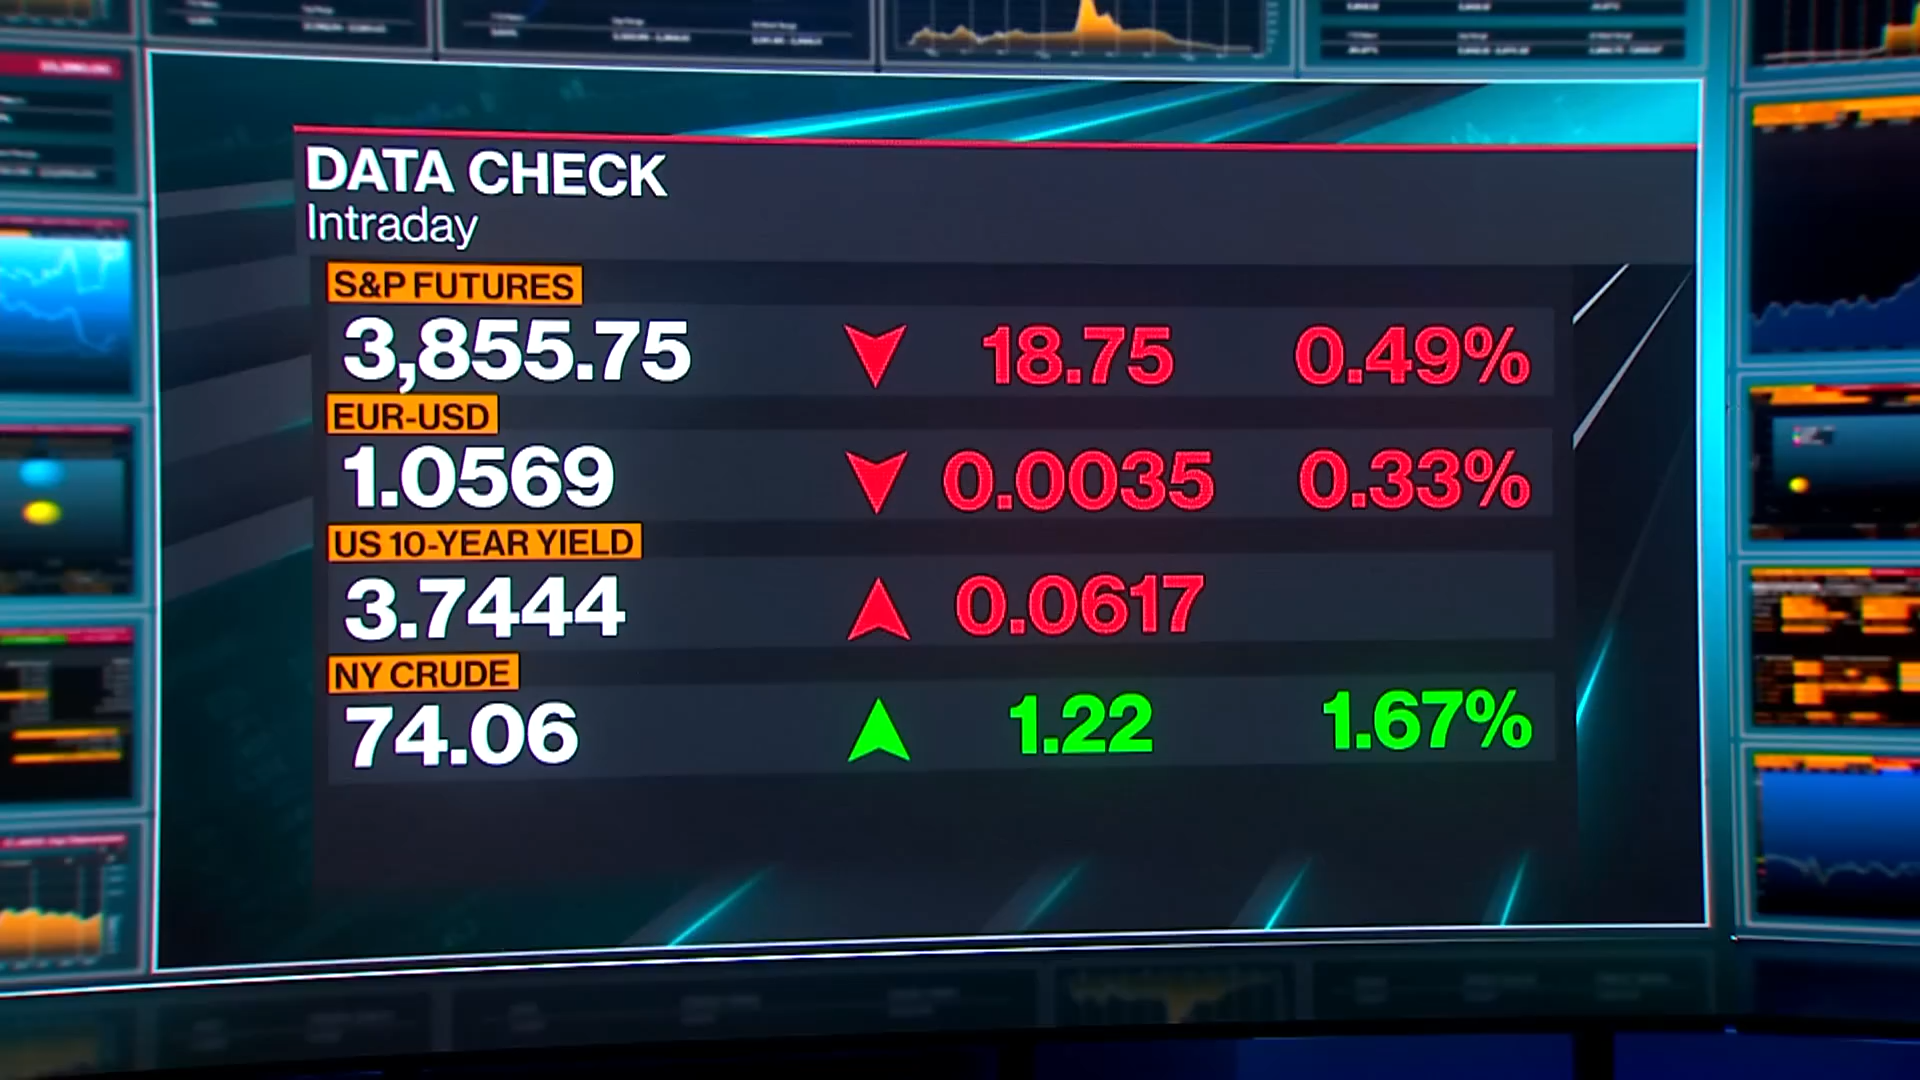 DATA CHECK
Intraday
S&P FUTURES
3,855.75 18.75 0.49%
EUR-USD
1.0569 0.0035 0.33%
US 10-YEAR YIELD
3.7444 0.0617
NY CRUDE
74.06 1.22 1.67%